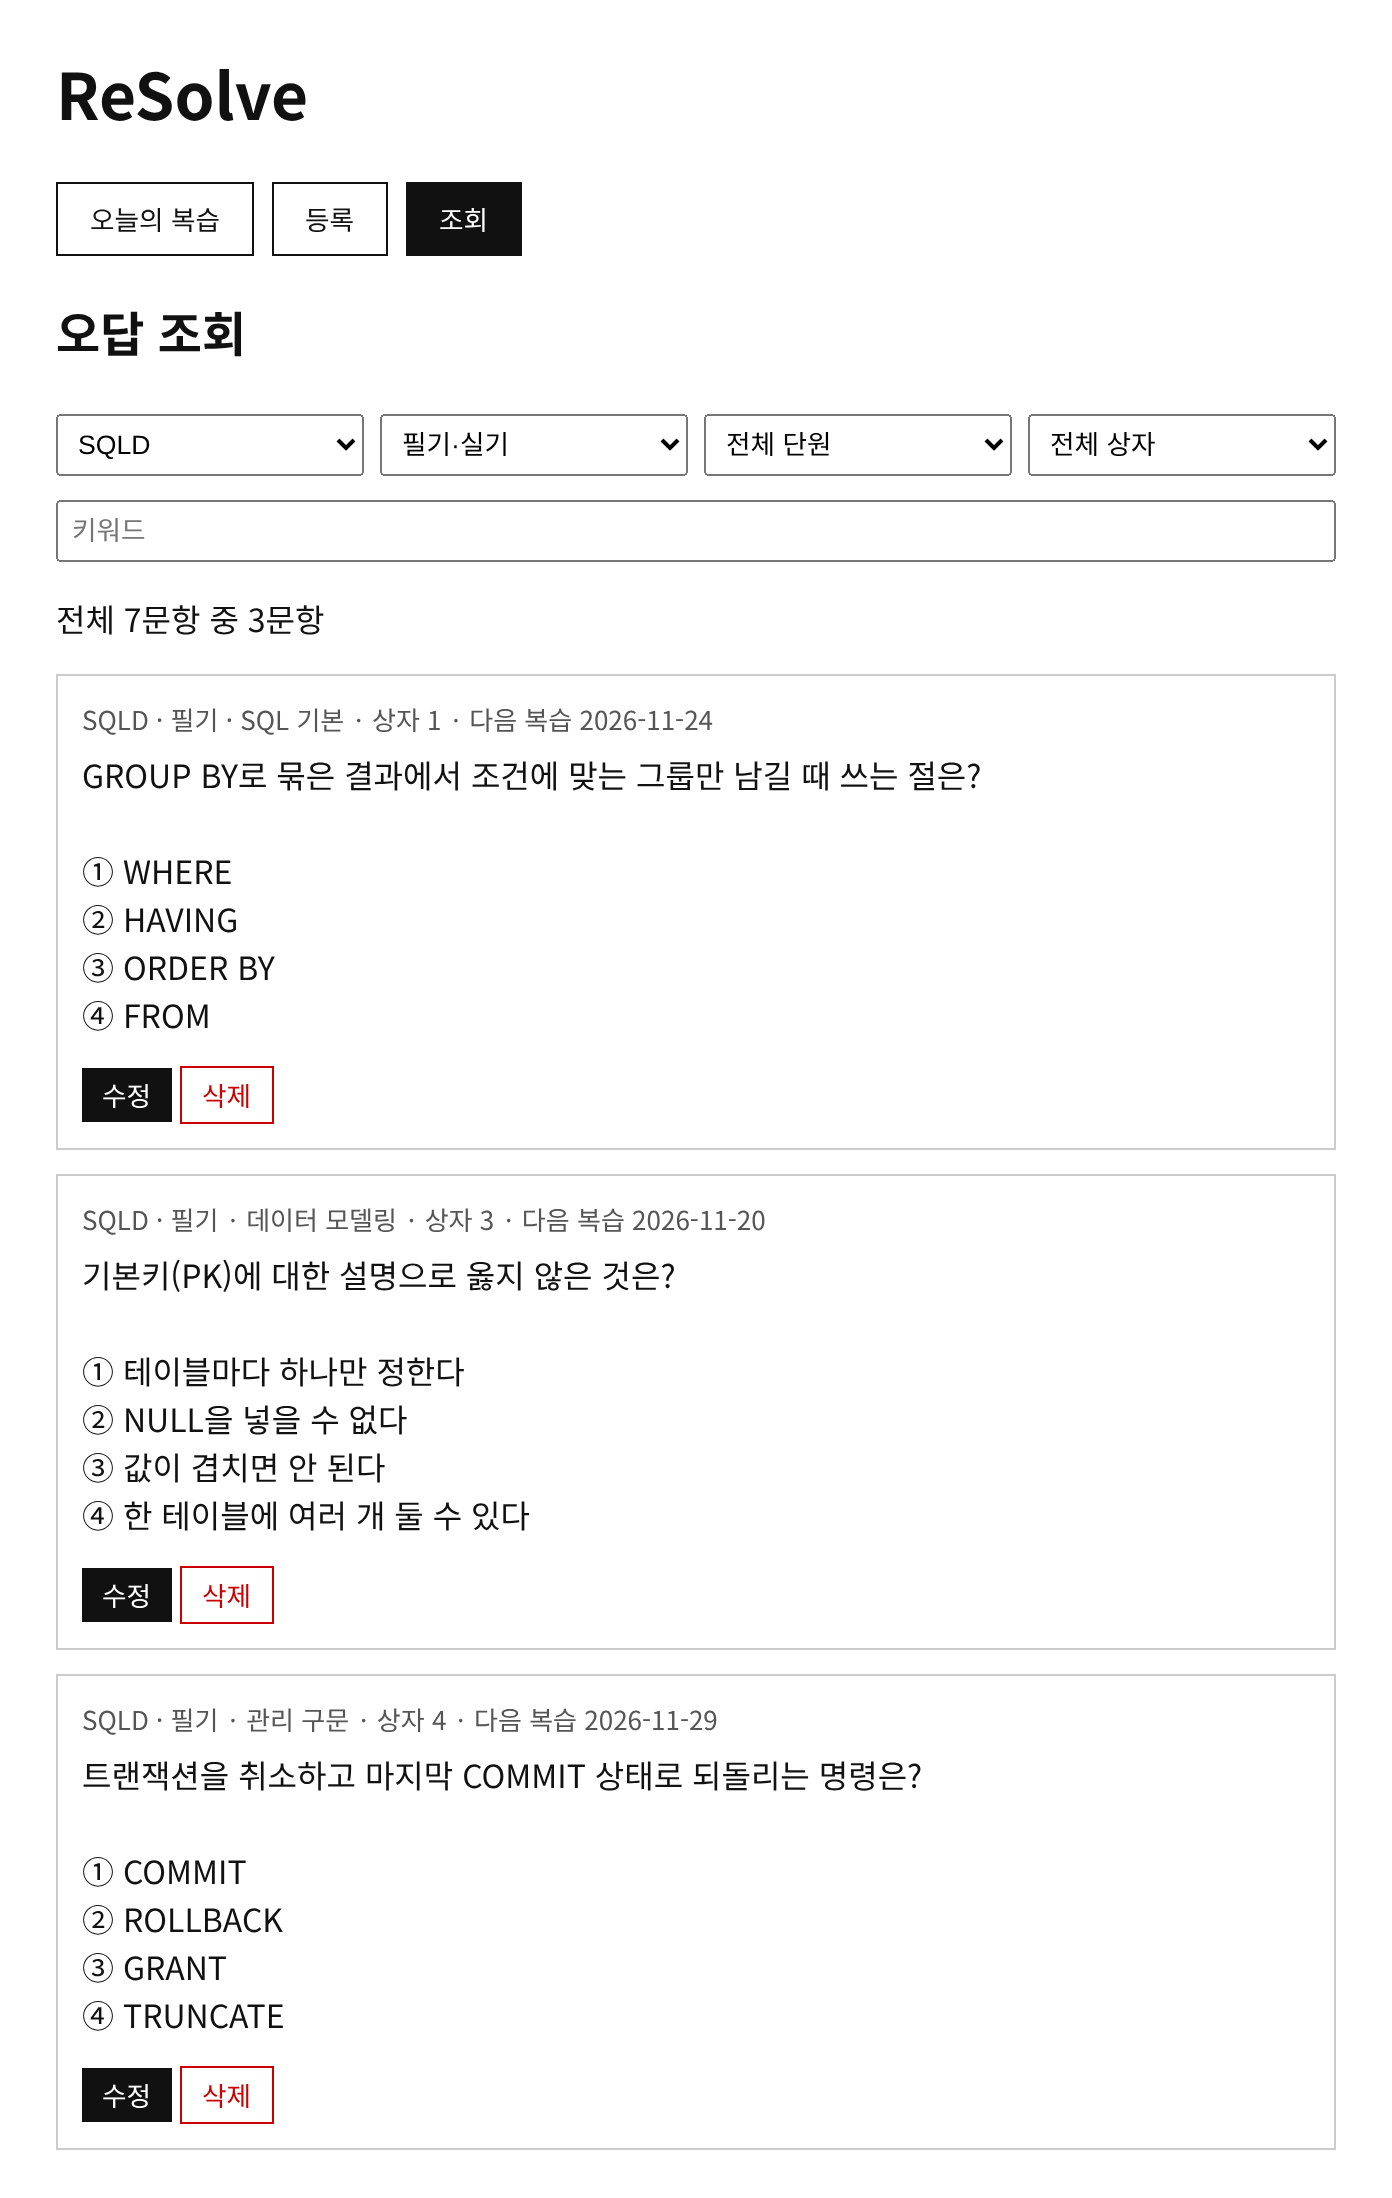 ReSolve
오늘의 복습 등록 조회
오답 조회
SQLD 필기·실기 전체 단원 전체 상자
키워드
전체 7문항 중 3문항
SQLD · 필기 · SQL 기본 · 상자 1 · 다음 복습 2026-11-24
GROUP BY로 묶은 결과에서 조건에 맞는 그룹만 남길 때 쓰는 절은?
① WHERE
② HAVING
③ ORDER BY
④ FROM
수정 삭제
SQLD · 필기 · 데이터 모델링 · 상자 3 · 다음 복습 2026-11-20
기본키(PK)에 대한 설명으로 옳지 않은 것은?
① 테이블마다 하나만 정한다
② NULL을 넣을 수 없다
③ 값이 겹치면 안 된다
④ 한 테이블에 여러 개 둘 수 있다
수정 삭제
SQLD · 필기 · 관리 구문 · 상자 4 · 다음 복습 2026-11-29
트랜잭션을 취소하고 마지막 COMMIT 상태로 되돌리는 명령은?
① COMMIT
② ROLLBACK
③ GRANT
④ TRUNCATE
수정 삭제